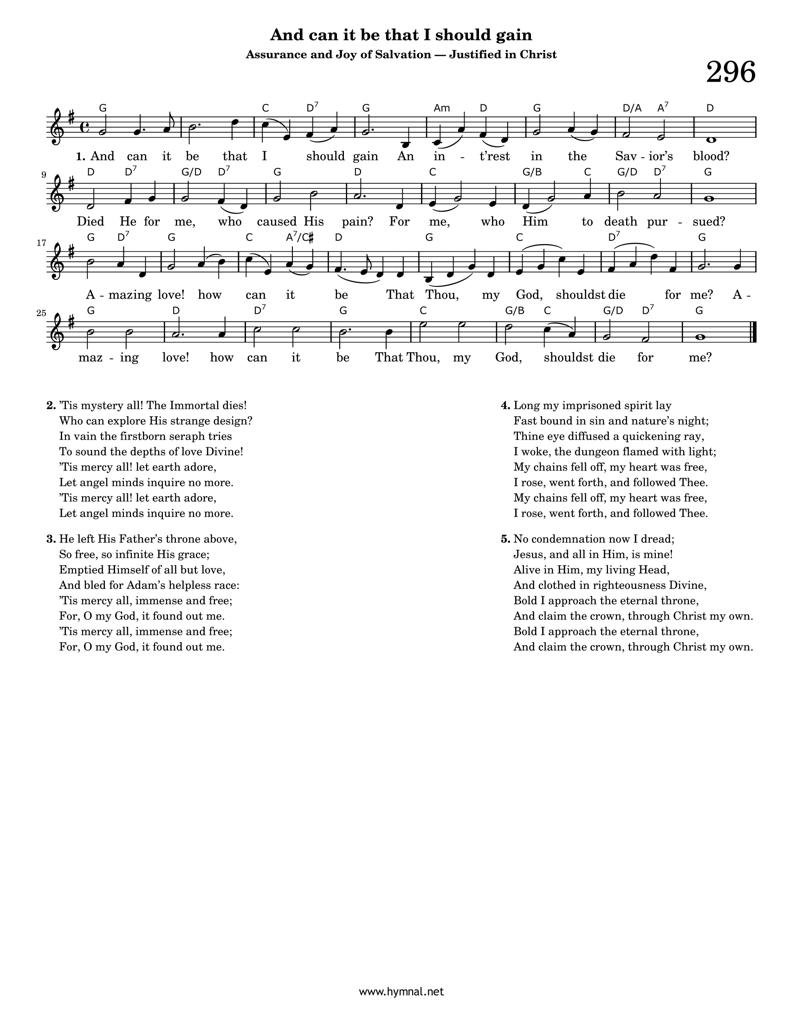 And can it be that I should gain
Assurance and Joy of Salvation — Justified in Christ
296
G C D7 G Am D G D/A A7 D
1. And can it be that I should gain An in - t'rest in the Sav - ior's blood?
9
D D7 G/D D7 G D C G/B C G/D D7 G
Died He for me, who caused His pain? For me, who Him to death pur - sued?
17
G D7 G C A7/C♯ D G C D7 G
A - mazing love! how can it be That Thou, my God, shouldst die for me? A -
25
G D D7 G C G/B C G/D D7 G
maz - ing love! how can it be That Thou, my God, shouldst die for me?
2. 'Tis mystery all! The Immortal dies!
Who can explore His strange design?
In vain the firstborn seraph tries
To sound the depths of love Divine!
'Tis mercy all! let earth adore,
Let angel minds inquire no more.
'Tis mercy all! let earth adore,
Let angel minds inquire no more.
3. He left His Father's throne above,
So free, so infinite His grace;
Emptied Himself of all but love,
And bled for Adam's helpless race:
'Tis mercy all, immense and free;
For, O my God, it found out me.
'Tis mercy all, immense and free;
For, O my God, it found out me.
4. Long my imprisoned spirit lay
Fast bound in sin and nature's night;
Thine eye diffused a quickening ray,
I woke, the dungeon flamed with light;
My chains fell off, my heart was free,
I rose, went forth, and followed Thee.
My chains fell off, my heart was free,
I rose, went forth, and followed Thee.
5. No condemnation now I dread;
Jesus, and all in Him, is mine!
Alive in Him, my living Head,
And clothed in righteousness Divine,
Bold I approach the eternal throne,
And claim the crown, through Christ my own.
Bold I approach the eternal throne,
And claim the crown, through Christ my own.
www.hymnal.net